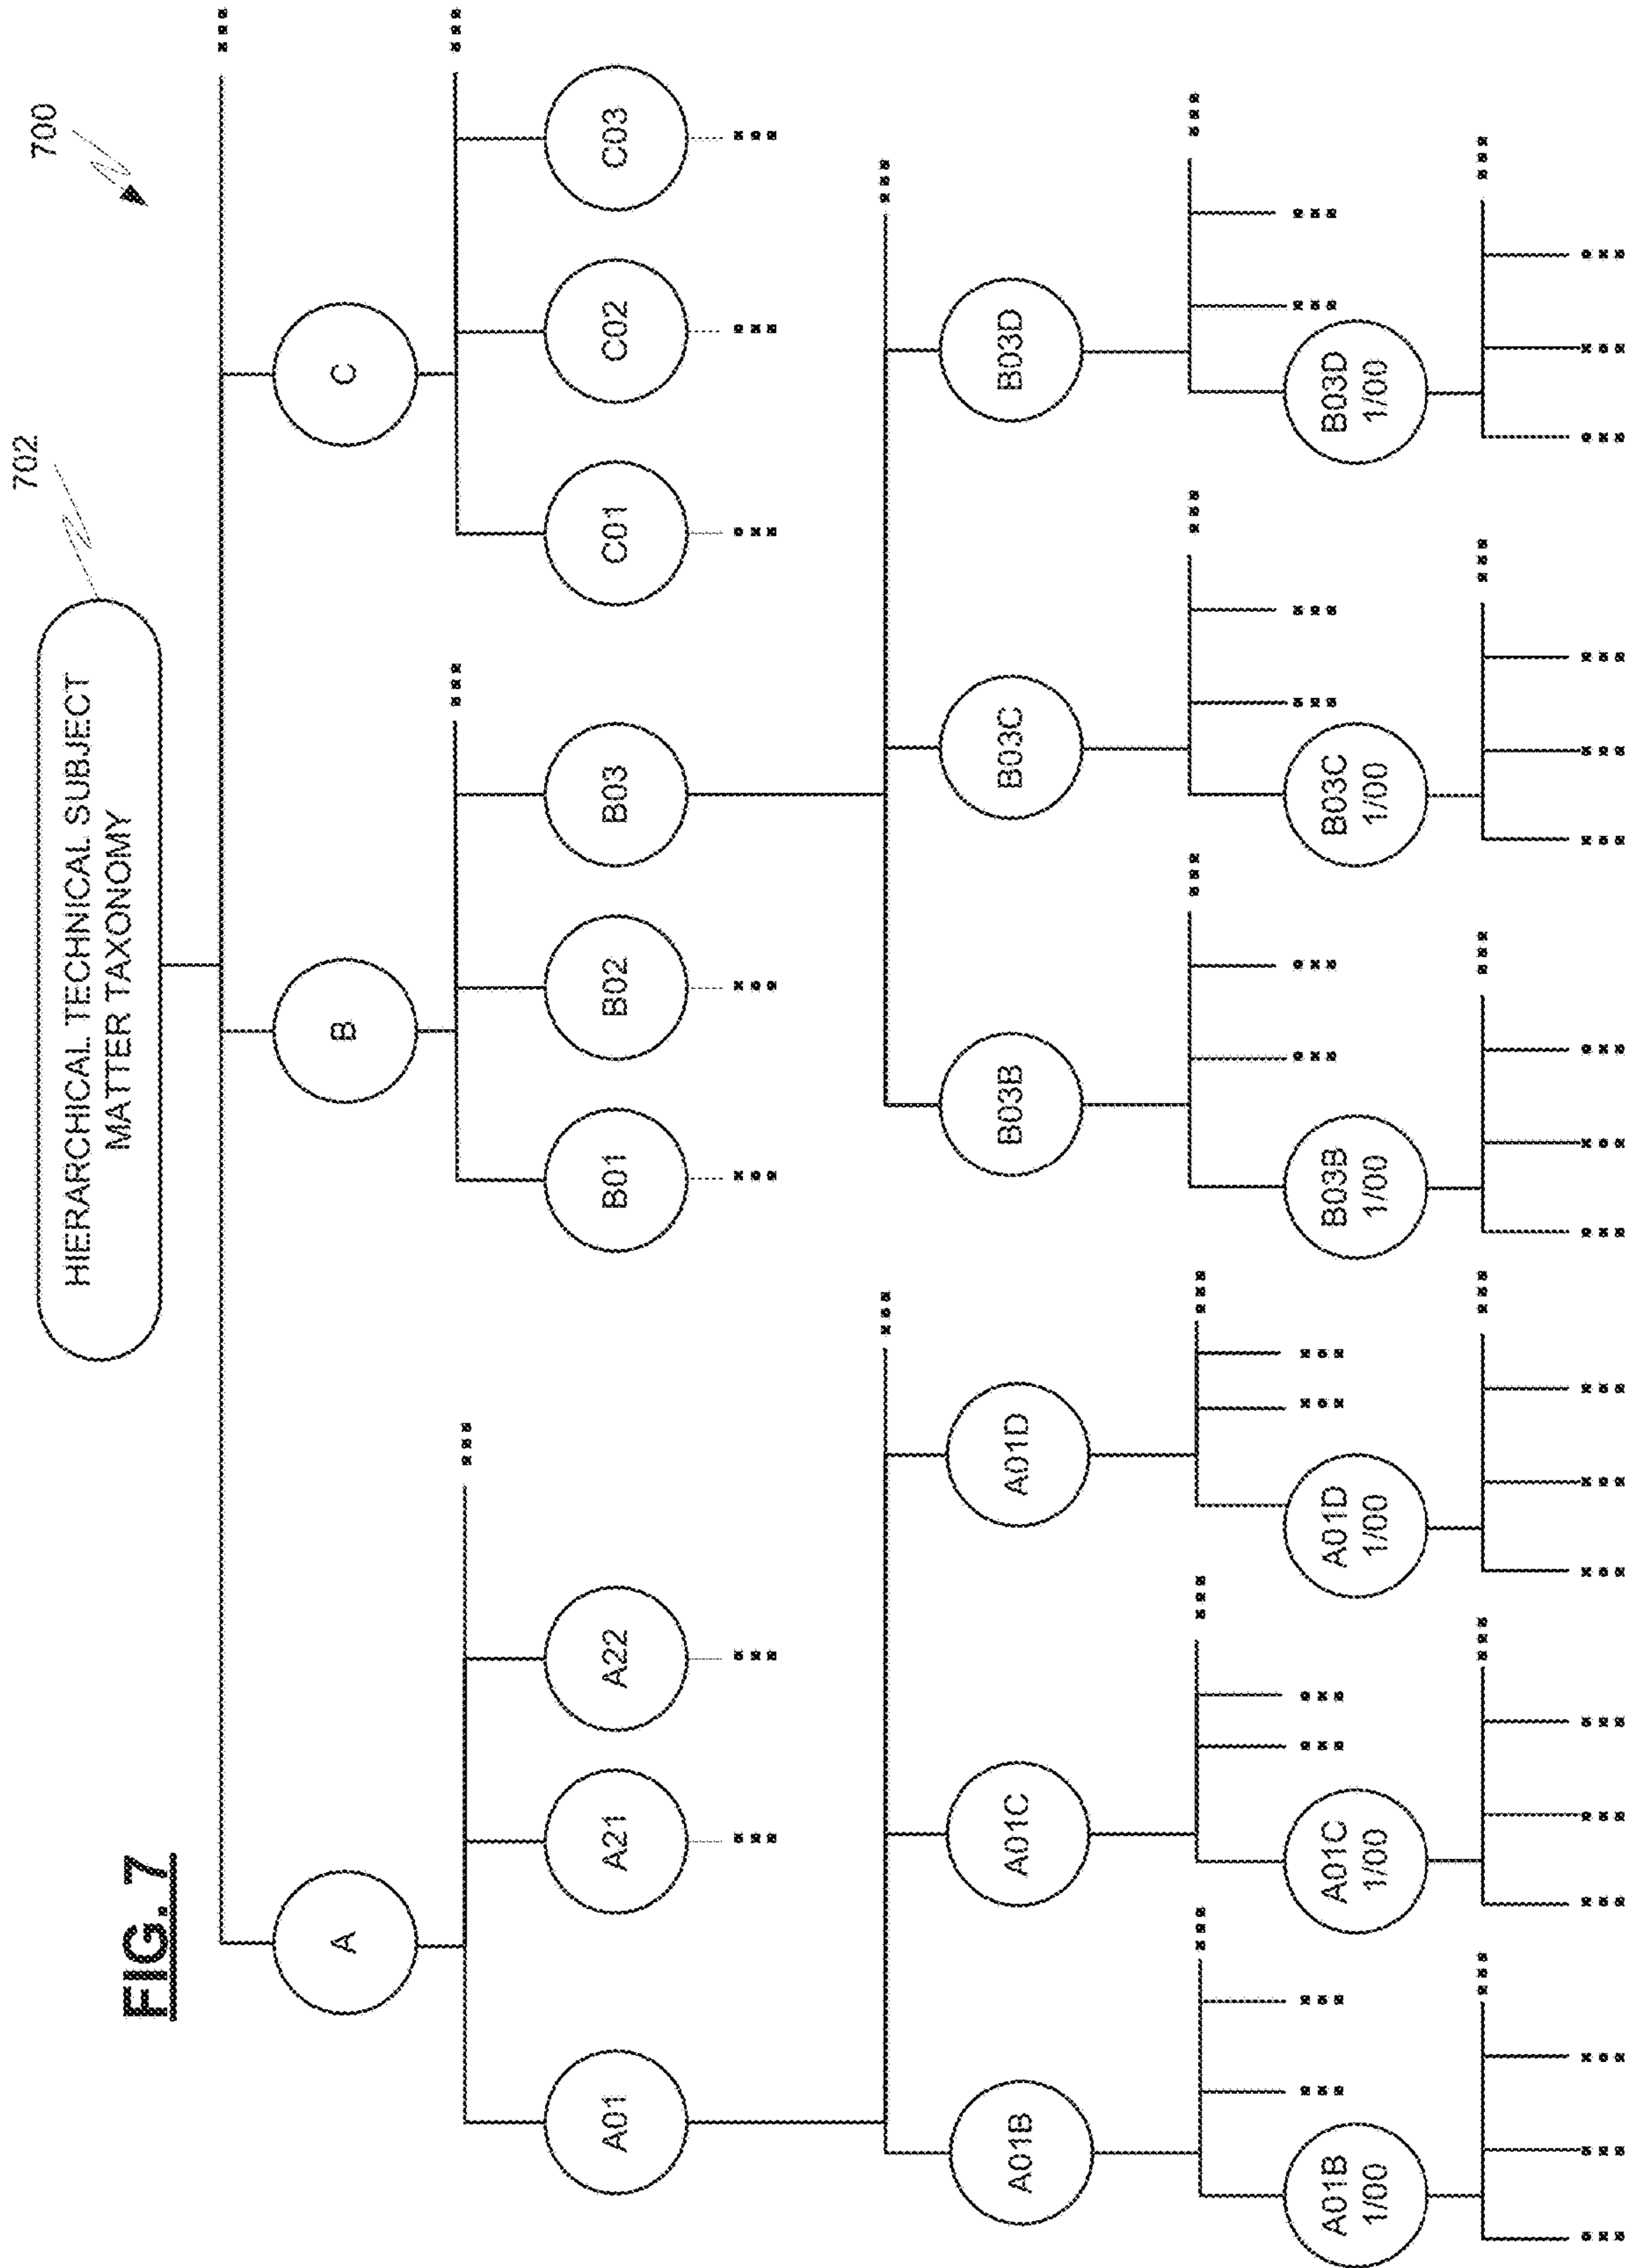 FIG. 7
700
702
HIERARCHICAL TECHNICAL SUBJECT
MATTER TAXONOMY
A
B
C
A01
A21
A22
B01
B02
B03
C01
C02
C03
A01B
A01C
A01D
B03B
B03C
B03D
A01B
1/00
A01C
1/00
A01D
1/00
B03B
1/00
B03C
1/00
B03D
1/00